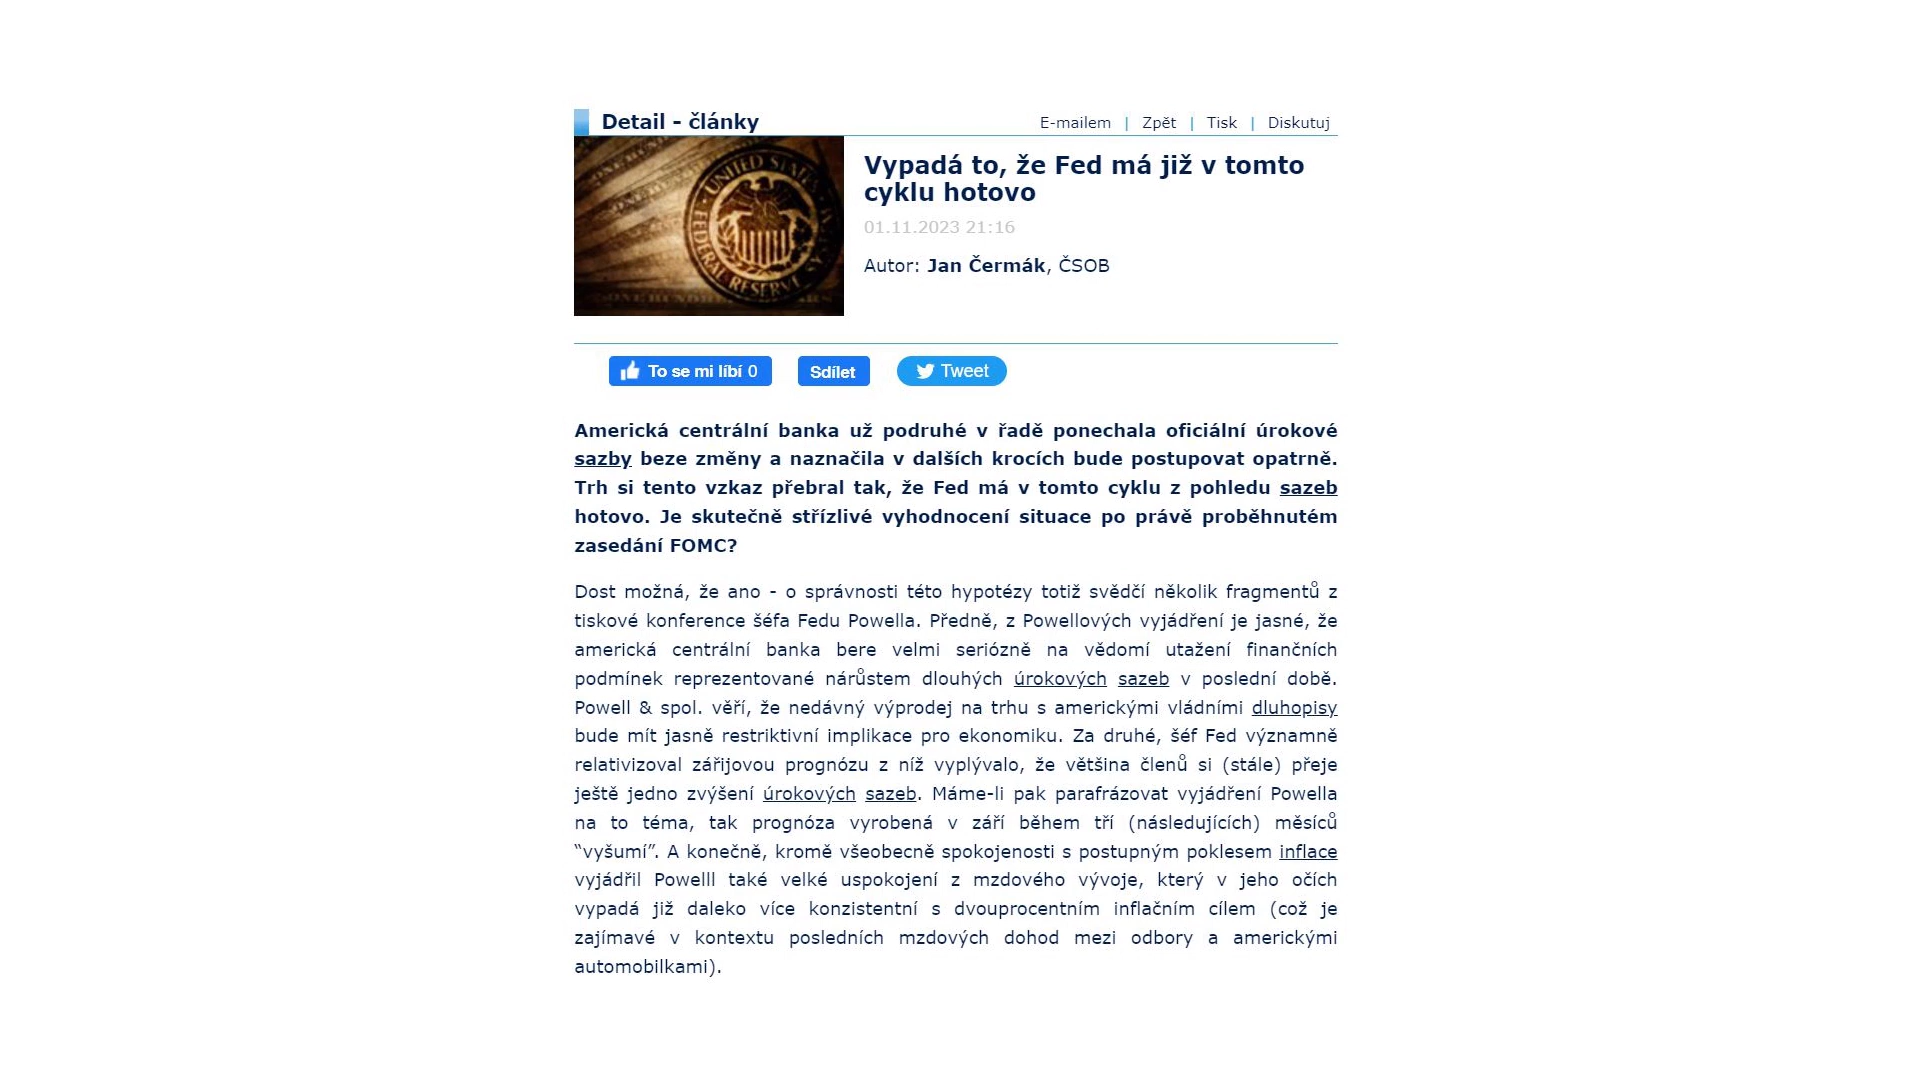 Detail - články
E-mailem | Zpět | Tisk | Diskutuj
UNITED STATES
FEDERAL RESERVE SYS
Vypadá to, že Fed má již v tomto
cyklu hotovo
01.11.2023 21:16
Autor: Jan Čermák, ČSOB
To se mi líbí 0
Sdílet
Tweet
Americká centrální banka už podruhé v řadě ponechala oficiální úrokové
sazby beze změny a naznačila v dalších krocích bude postupovat opatrně.
Trh si tento vzkaz přebral tak, že Fed má v tomto cyklu z pohledu sazeb
hotovo. Je skutečně střízlivé vyhodnocení situace po právě proběhnutém
zasedání FOMC?
Dost možná, že ano - o správnosti této hypotézy totiž svědčí několik fragmentů z
tiskové konference šéfa Fedu Powella. Předně, z Powellových vyjádření je jasné, že
americká centrální banka bere velmi seriózně na vědomí utažení finančních
podmínek reprezentované nárůstem dlouhých úrokových sazeb v poslední době.
Powell & spol. věří, že nedávný výprodej na trhu s americkými vládními dluhopisy
bude mít jasně restriktivní implikace pro ekonomiku. Za druhé, šéf Fed významně
relativizoval zářijovou prognózu z níž vyplývalo, že většina členů si (stále) přeje
ještě jedno zvýšení úrokových sazeb. Máme-li pak parafrázovat vyjádření Powella
na to téma, tak prognóza vyrobená v září během tří (následujících) měsíců
“vyšumí”. A konečně, kromě všeobecně spokojenosti s postupným poklesem inflace
vyjádřil Powelll také velké uspokojení z mzdového vývoje, který v jeho očích
vypadá již daleko více konzistentní s dvouprocentním inflačním cílem (což je
zajímavé v kontextu posledních mzdových dohod mezi odbory a americkými
automobilkami).